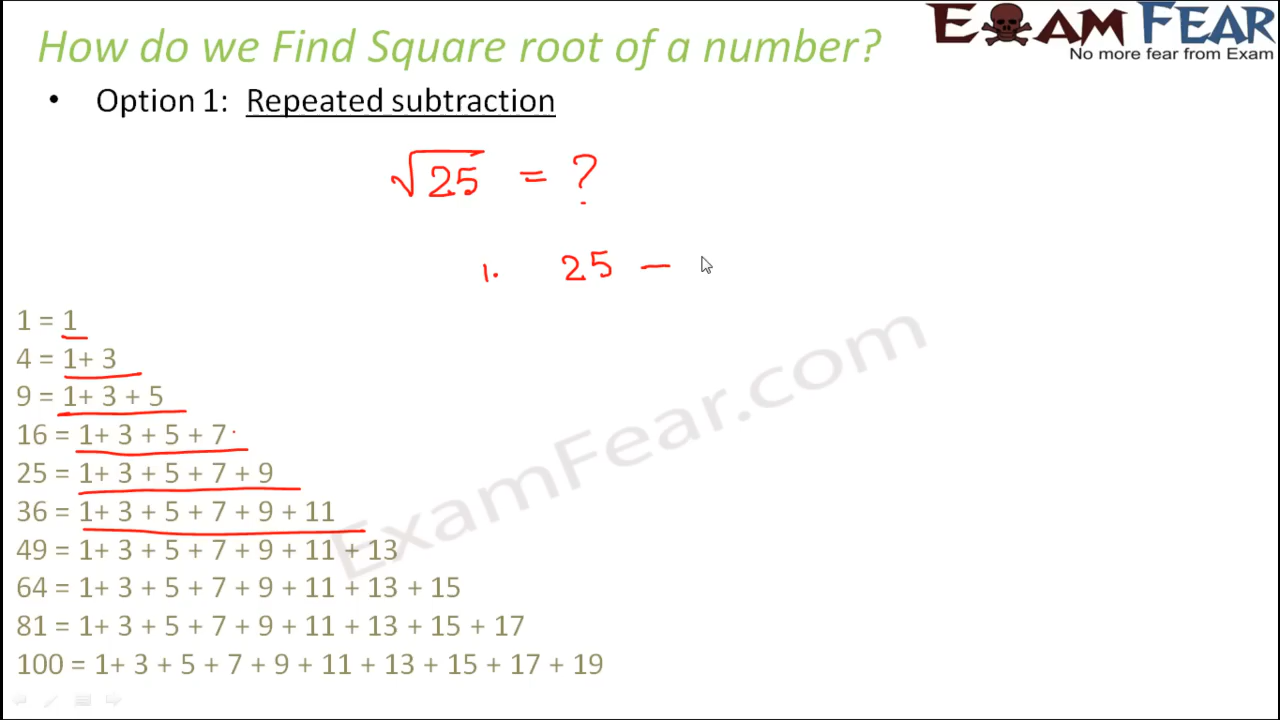 How do we Find Square root of a number?
EXAM FEAR
No more fear from Exam
• Option 1: Repeated subtraction
√25 = ?
1. 25 –
1 = 1
4 = 1+ 3
9 = 1+ 3 + 5
16 = 1+ 3 + 5 + 7
25 = 1+ 3 + 5 + 7 + 9
36 = 1+ 3 + 5 + 7 + 9 + 11
49 = 1+ 3 + 5 + 7 + 9 + 11 + 13
64 = 1+ 3 + 5 + 7 + 9 + 11 + 13 + 15
81 = 1+ 3 + 5 + 7 + 9 + 11 + 13 + 15 + 17
100 = 1+ 3 + 5 + 7 + 9 + 11 + 13 + 15 + 17 + 19
ExamFear.com